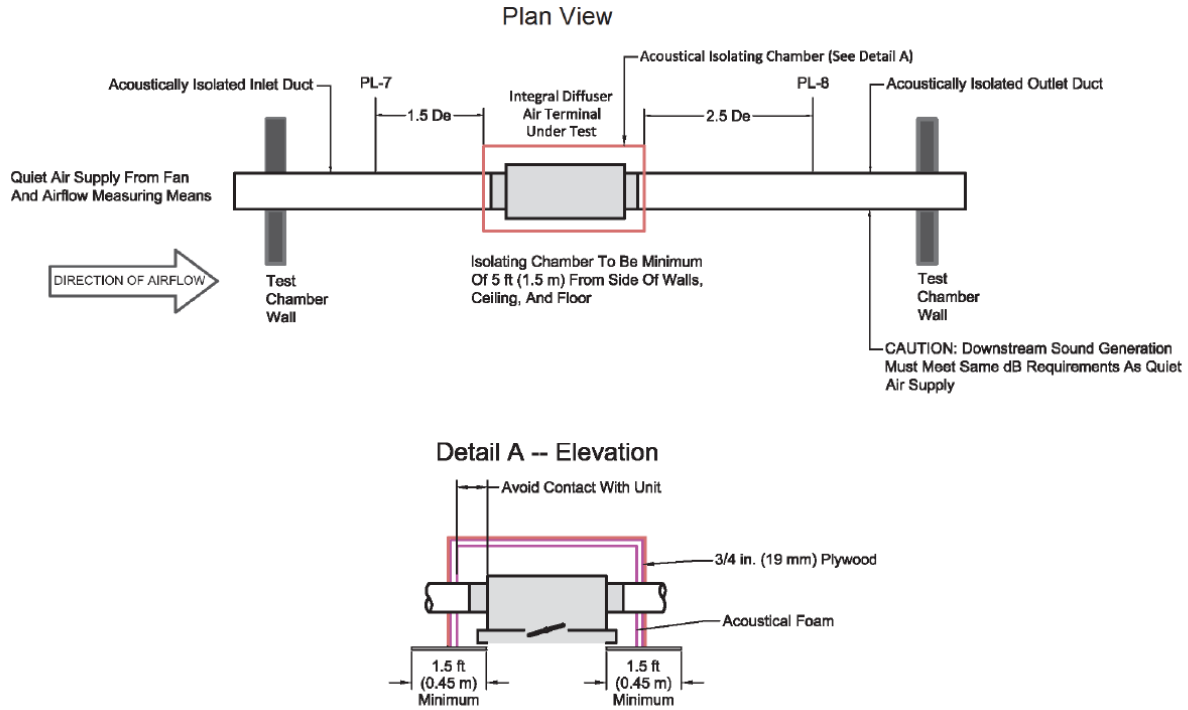 Plan View
Acoustical Isolating Chamber (See Detail A)
Acoustically Isolated Inlet Duct
PL-7
1.5 De
Integral Diffuser
Air Terminal
Under Test
2.5 De
PL-8
Acoustically Isolated Outlet Duct
Quiet Air Supply From Fan
And Airflow Measuring Means
DIRECTION OF AIRFLOW
Test
Chamber
Wall
Isolating Chamber To Be Minimum
Of 5 ft (1.5 m) From Side Of Walls,
Ceiling, And Floor
Test
Chamber
Wall
CAUTION: Downstream Sound Generation
Must Meet Same dB Requirements As Quiet
Air Supply
Detail A -- Elevation
Avoid Contact With Unit
3/4 in. (19 mm) Plywood
Acoustical Foam
1.5 ft
(0.45 m)
Minimum
1.5 ft
(0.45 m)
Minimum